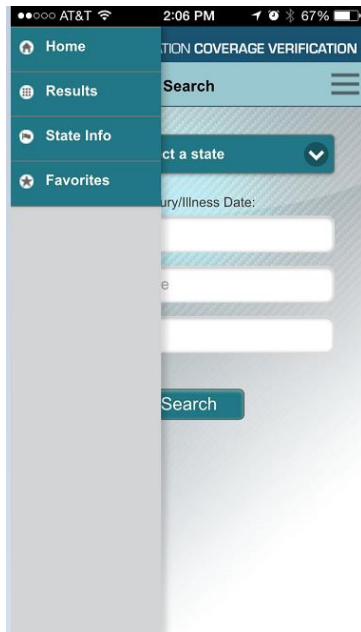 AT&T 2:06 PM 67%
Home
TION COVERAGE VERIFICATION
Results
Search
State Info
ct a state
Favorites
ury/Illness Date:
e
Search